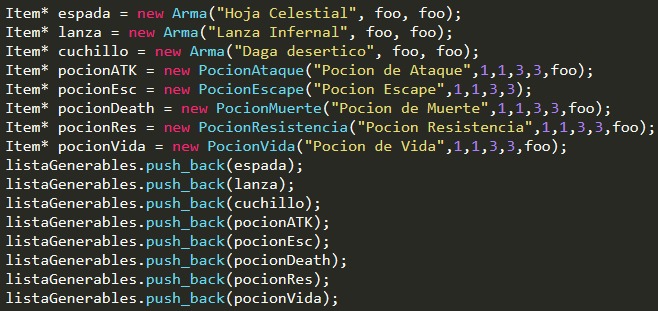 Item* espada = new Arma("Hoja Celestial", foo, foo);
Item* lanza = new Arma("Lanza Infernal", foo, foo);
Item* cuchillo = new Arma("Daga desertico", foo, foo);
Item* pocionATK = new PocionAtaque("Pocion de Ataque",1,1,3,3,foo);
Item* pocionEsc = new PocionEscape("Pocion Escape",1,1,3,3);
Item* pocionDeath = new PocionMuerte("Pocion de Muerte",1,1,3,3,foo);
Item* pocionRes = new PocionResistencia("Pocion Resistencia",1,1,3,3,foo);
Item* pocionVida = new PocionVida("Pocion de Vida",1,1,3,3,foo);
listaGenerables.push_back(espada);
listaGenerables.push_back(lanza);
listaGenerables.push_back(cuchillo);
listaGenerables.push_back(pocionATK);
listaGenerables.push_back(pocionEsc);
listaGenerables.push_back(pocionDeath);
listaGenerables.push_back(pocionRes);
listaGenerables.push_back(pocionVida);